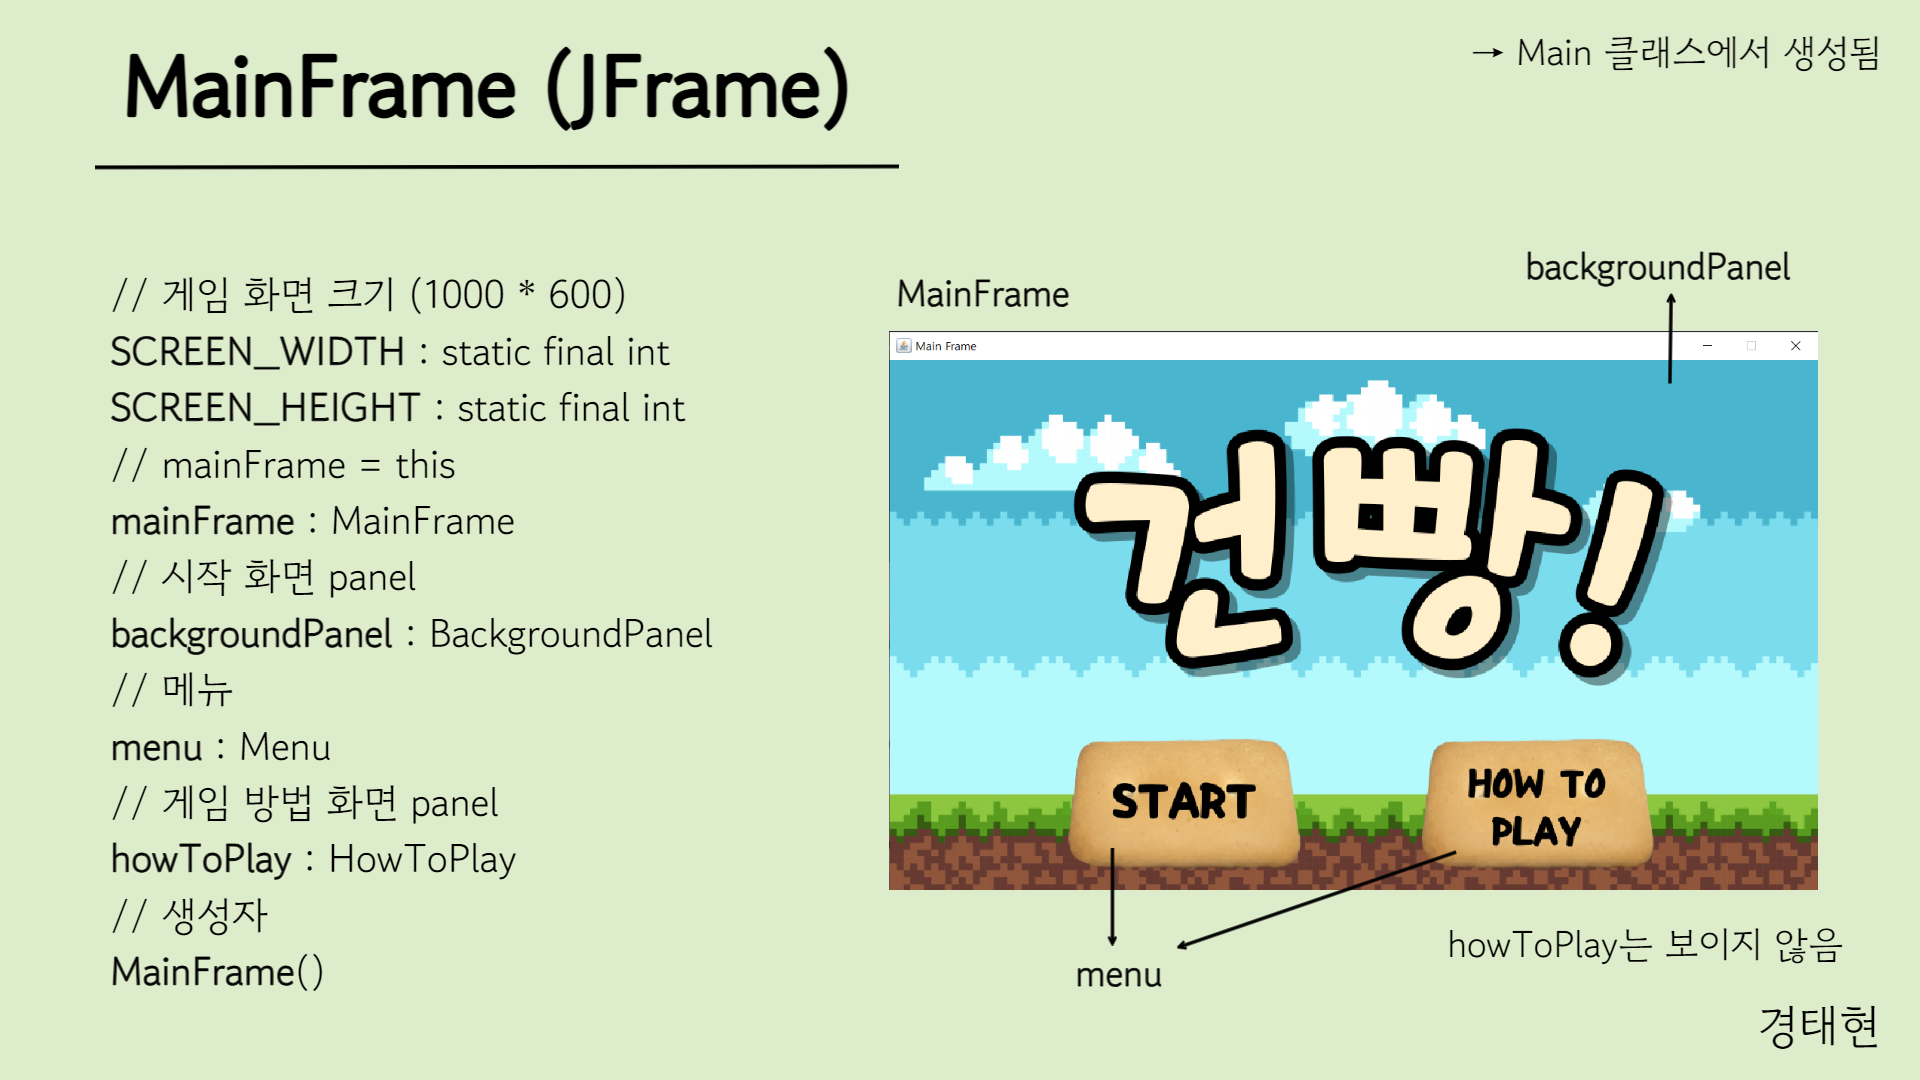 MainFrame (JFrame)
→ Main 클래스에서 생성됨
// 게임 화면 크기 (1000 * 600)
SCREEN_WIDTH : static final int
SCREEN_HEIGHT : static final int
// mainFrame = this
mainFrame : MainFrame
// 시작 화면 panel
backgroundPanel : BackgroundPanel
// 메뉴
menu : Menu
// 게임 방법 화면 panel
howToPlay : HowToPlay
// 생성자
MainFrame()
backgroundPanel
MainFrame
Main Frame
건빵!
START
HOW TO
PLAY
menu
howToPlay는 보이지 않음
경태현